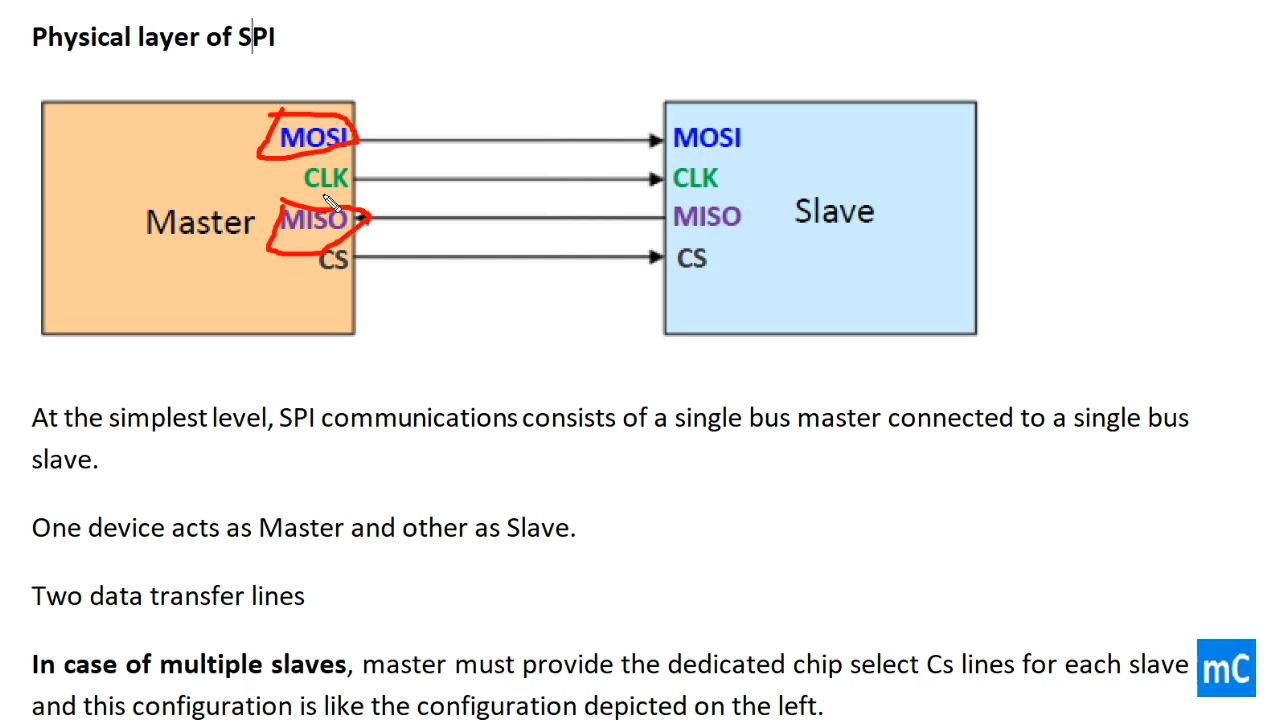 Physical layer of SPI
MOSI MOSI
CLK CLK
Master MISO MISO Slave
CS CS
At the simplest level, SPI communications consists of a single bus master connected to a single bus
slave.
One device acts as Master and other as Slave.
Two data transfer lines
In case of multiple slaves, master must provide the dedicated chip select Cs lines for each slave
and this configuration is like the configuration depicted on the left.
mC